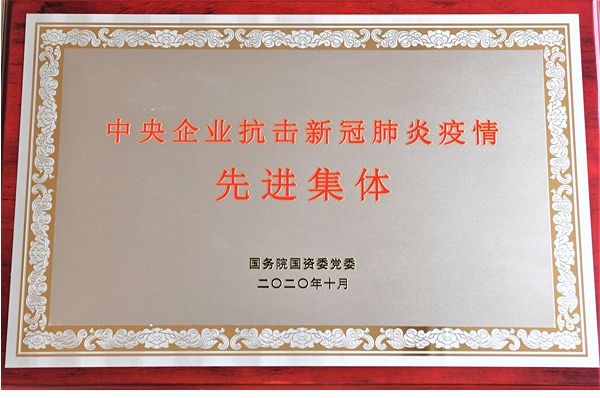 中央企业抗击新冠肺炎疫情
先进集体
国务院国资委党委
二〇二〇年十月